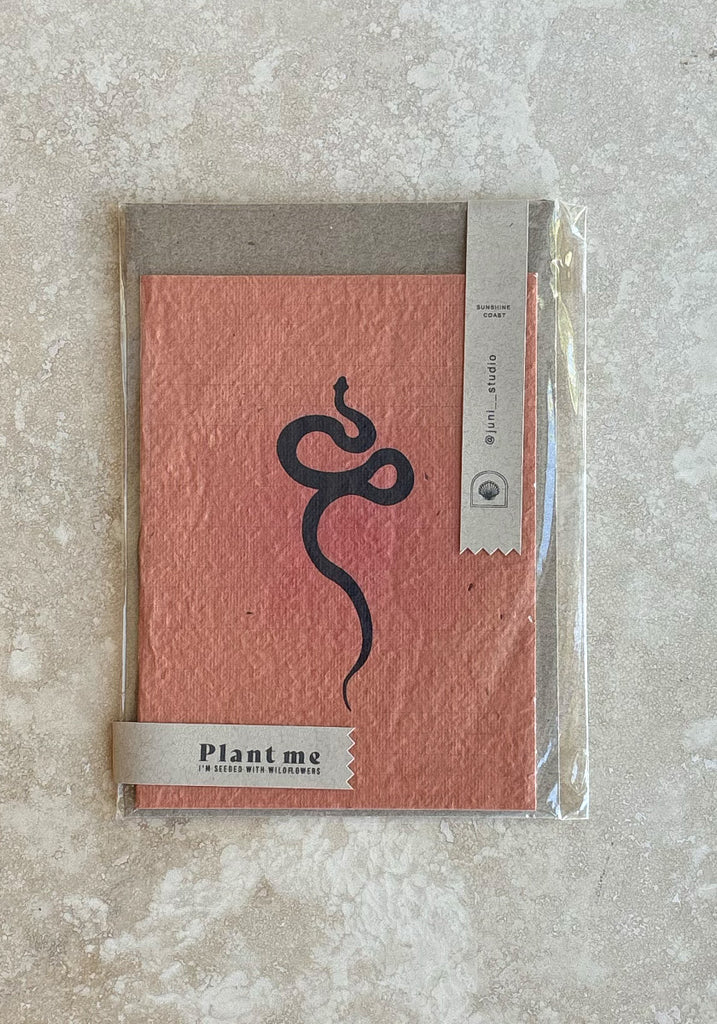 SUNSHINE
COAST
@juni__studio
Plant me
I'M SEEDED WITH WILDFLOWERS